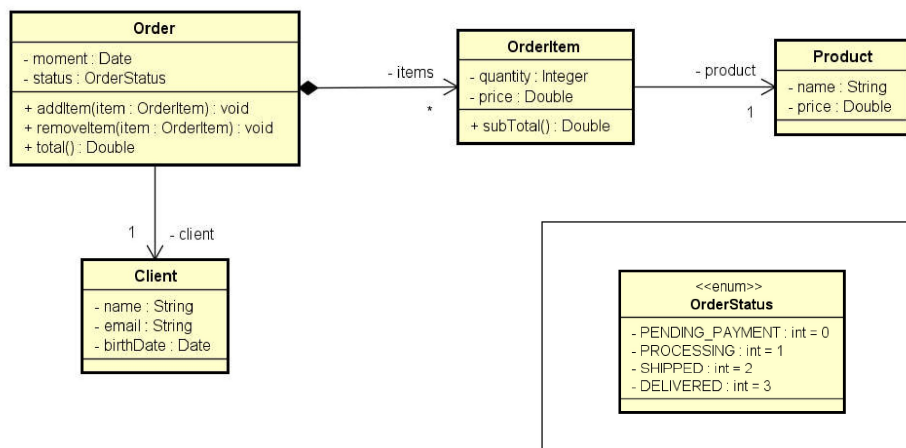 Order
- moment : Date
- status : OrderStatus
+ addItem(item : OrderItem) : void
+ removeItem(item : OrderItem) : void
+ total() : Double
- items
*
OrderItem
- quantity : Integer
- price : Double
+ subTotal() : Double
- product
1
Product
- name : String
- price : Double
1
- client
Client
- name : String
- email : String
- birthDate : Date
<<enum>>
OrderStatus
- PENDING_PAYMENT : int = 0
- PROCESSING : int = 1
- SHIPPED : int = 2
- DELIVERED : int = 3